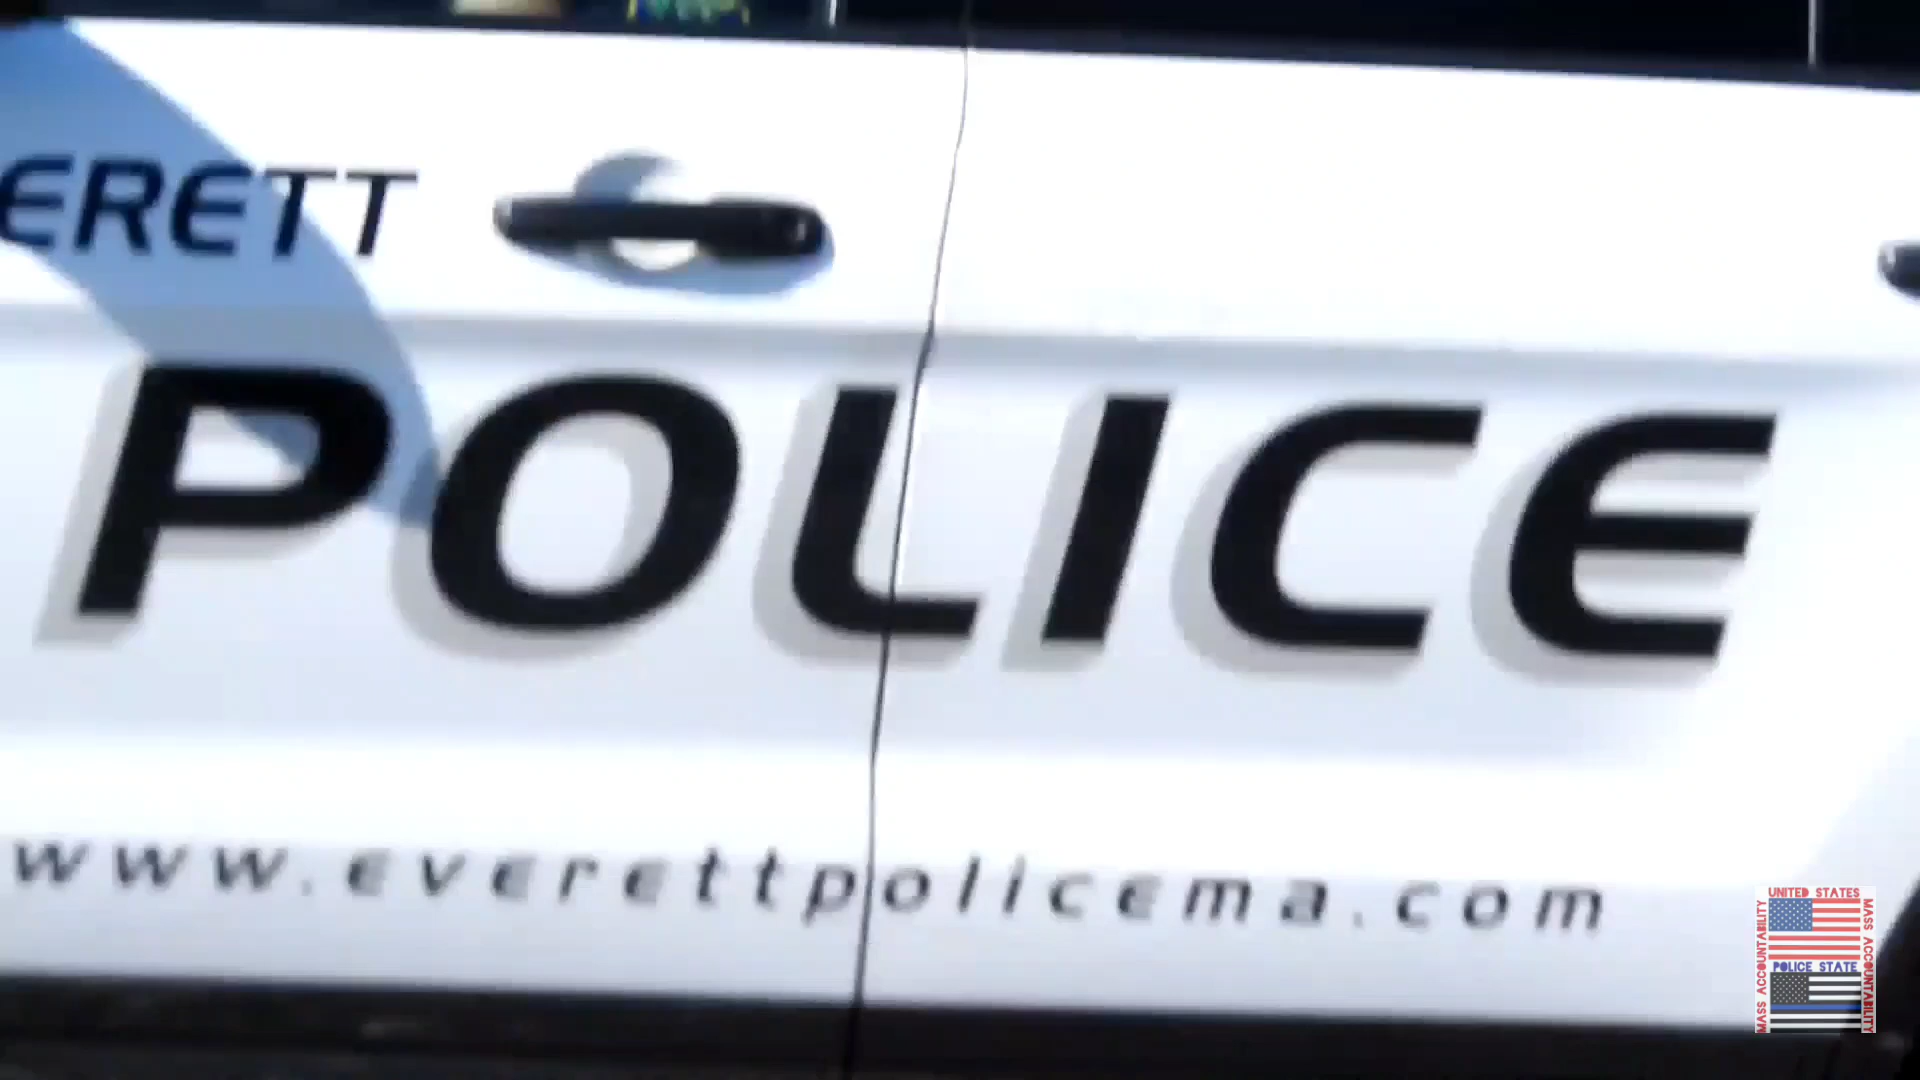 ERETT
POLICE
www.everettpolicema.com
UNITED STATES
MASS ACCOUNTABILITY
MASS ACCOUNTABILITY
POLICE STATE